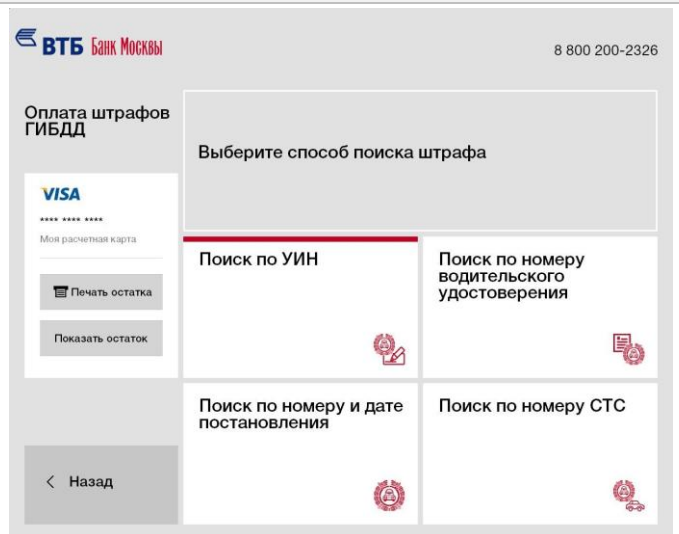 ВТБ Банк Москвы
8 800 200-2326
Оплата штрафов
ГИБДД
Выберите способ поиска штрафа
VISA
**** **** ****
Моя расчетная карта
Печать остатка
Показать остаток
Поиск по УИН
Поиск по номеру
водительского
удостоверения
Поиск по номеру и дате
постановления
Поиск по номеру СТС
< Назад